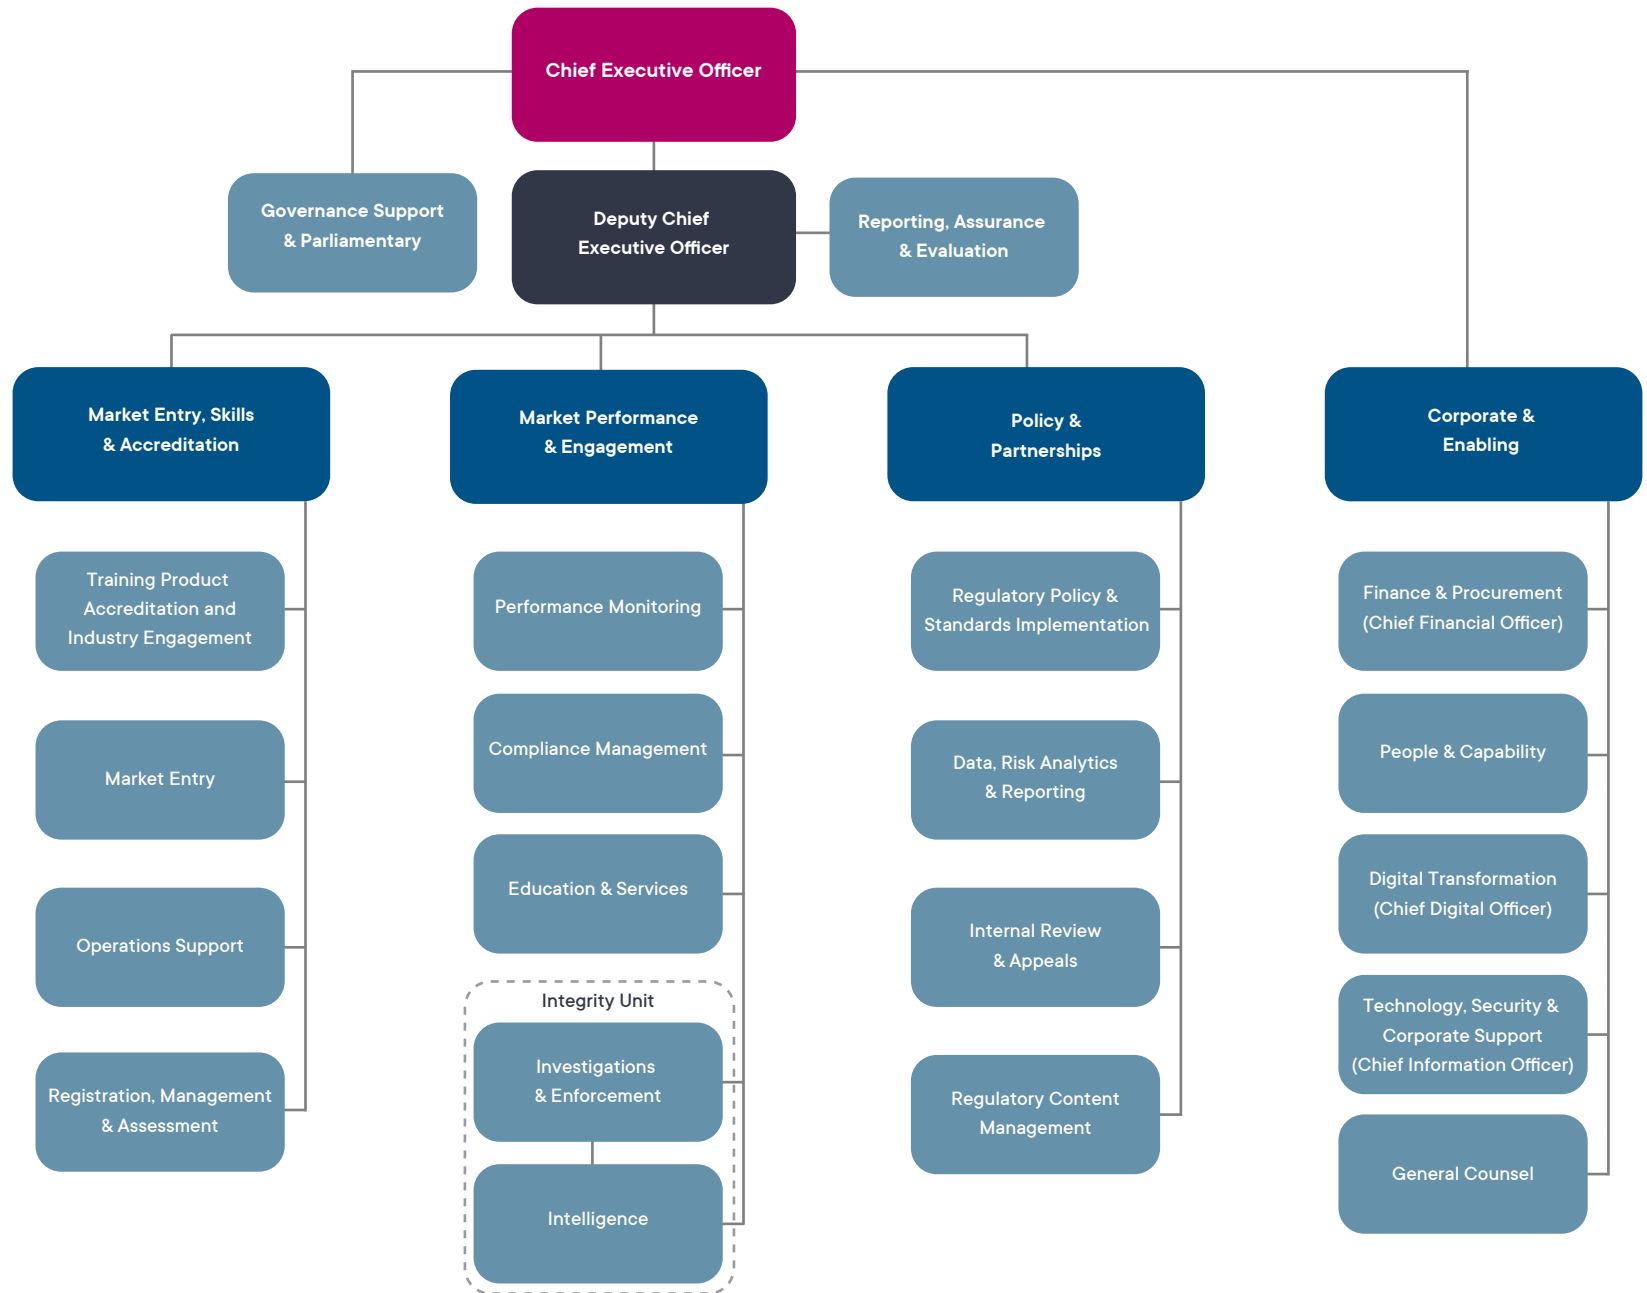 Chief Executive Officer
Governance Support
& Parliamentary
Deputy Chief
Executive Officer
Reporting, Assurance
& Evaluation
Market Entry, Skills
& Accreditation
Market Performance
& Engagement
Policy &
Partnerships
Corporate &
Enabling
Training Product
Accreditation and
Industry Engagement
Market Entry
Operations Support
Registration, Management
& Assessment
Performance Monitoring
Compliance Management
Education & Services
Integrity Unit
Investigations
& Enforcement
Intelligence
Regulatory Policy &
Standards Implementation
Data, Risk Analytics
& Reporting
Internal Review
& Appeals
Regulatory Content
Management
Finance & Procurement
(Chief Financial Officer)
People & Capability
Digital Transformation
(Chief Digital Officer)
Technology, Security &
Corporate Support
(Chief Information Officer)
General Counsel